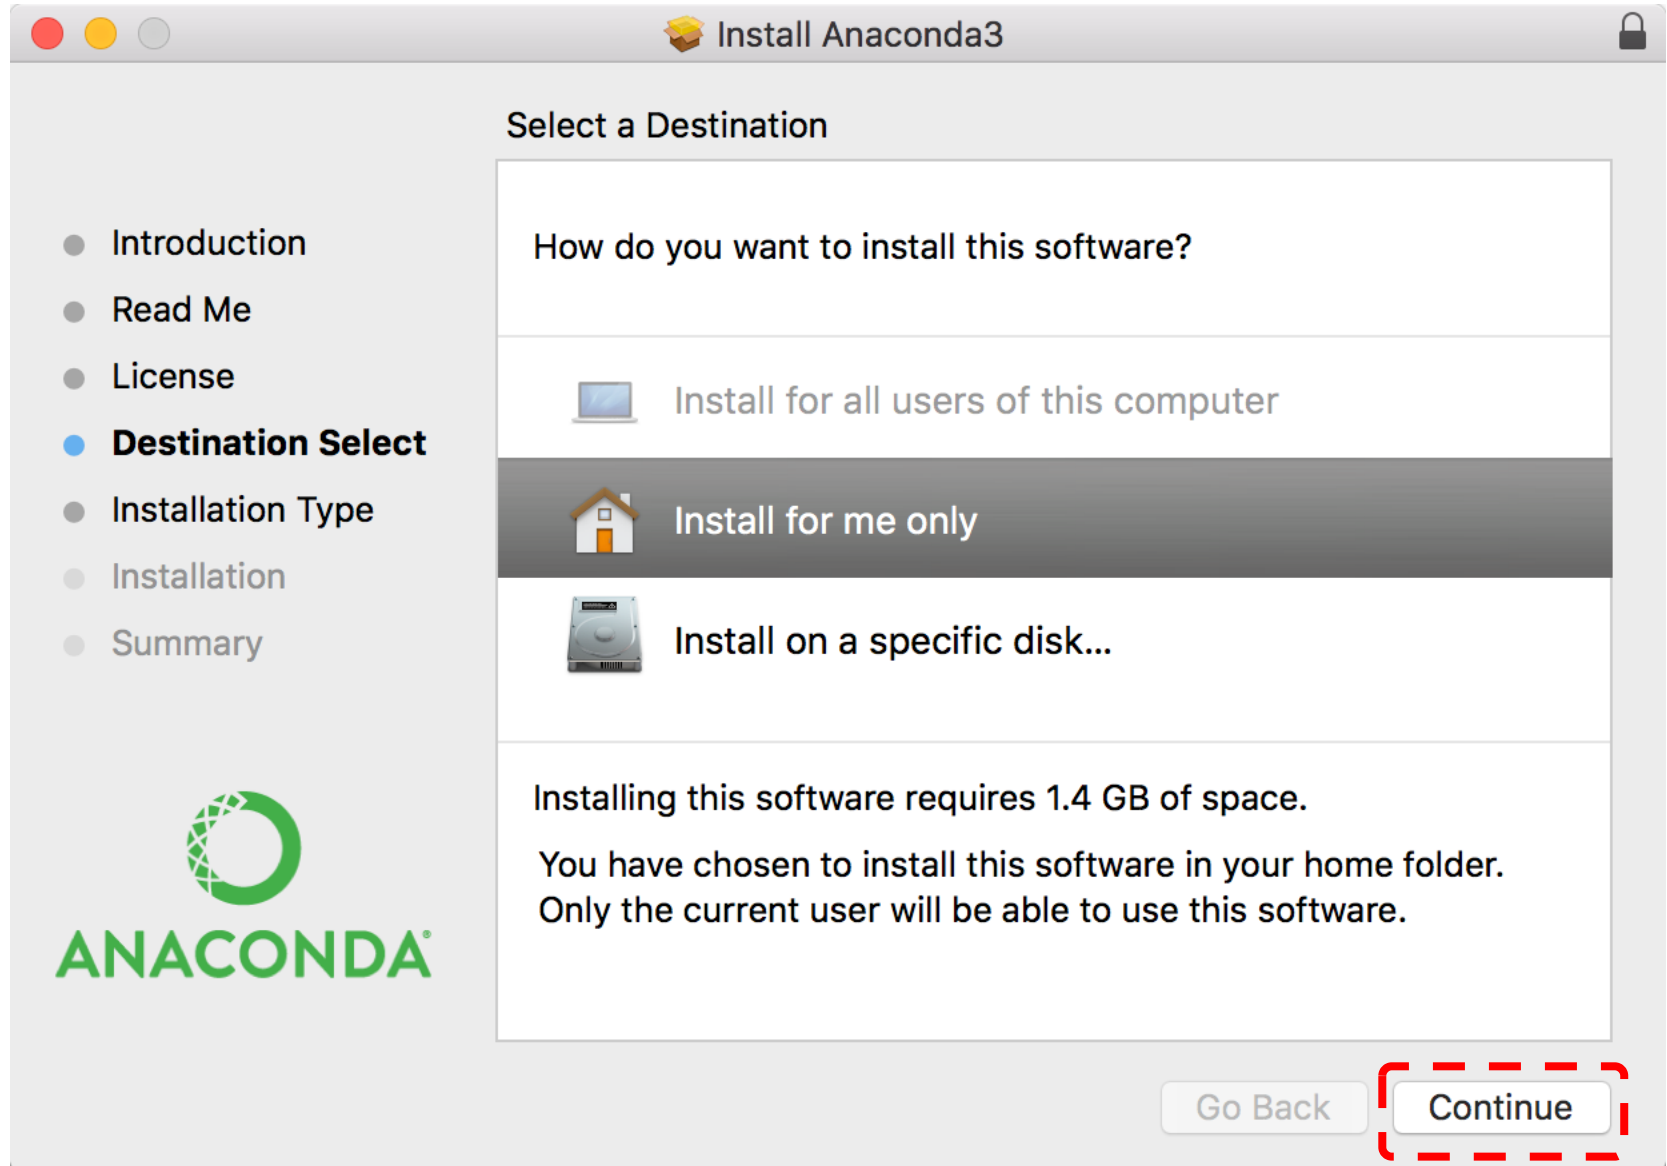 Install Anaconda3
Select a Destination
Introduction
Read Me
License
Destination Select
Installation Type
Installation
Summary
ANACONDA®
How do you want to install this software?
Install for all users of this computer
Install for me only
Install on a specific disk...
Installing this software requires 1.4 GB of space.
You have chosen to install this software in your home folder.
Only the current user will be able to use this software.
Go Back
Continue